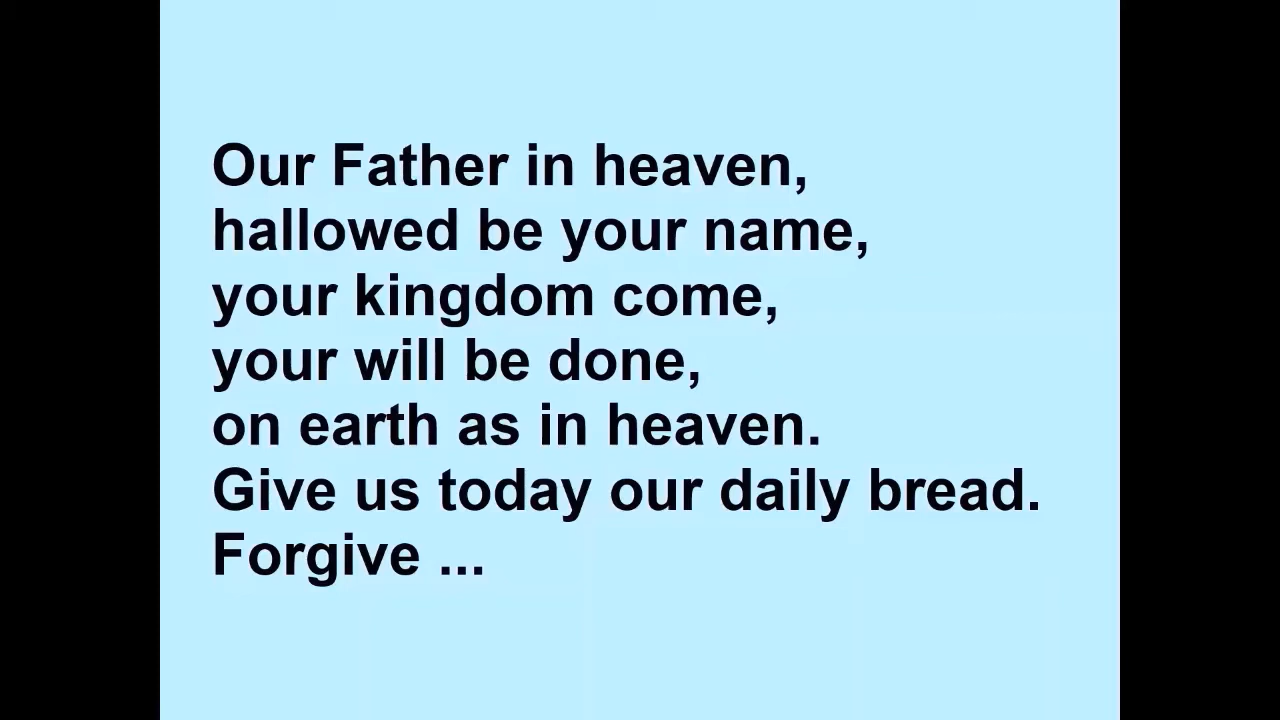 Our Father in heaven,
hallowed be your name,
your kingdom come,
your will be done,
on earth as in heaven.
Give us today our daily bread.
Forgive ...